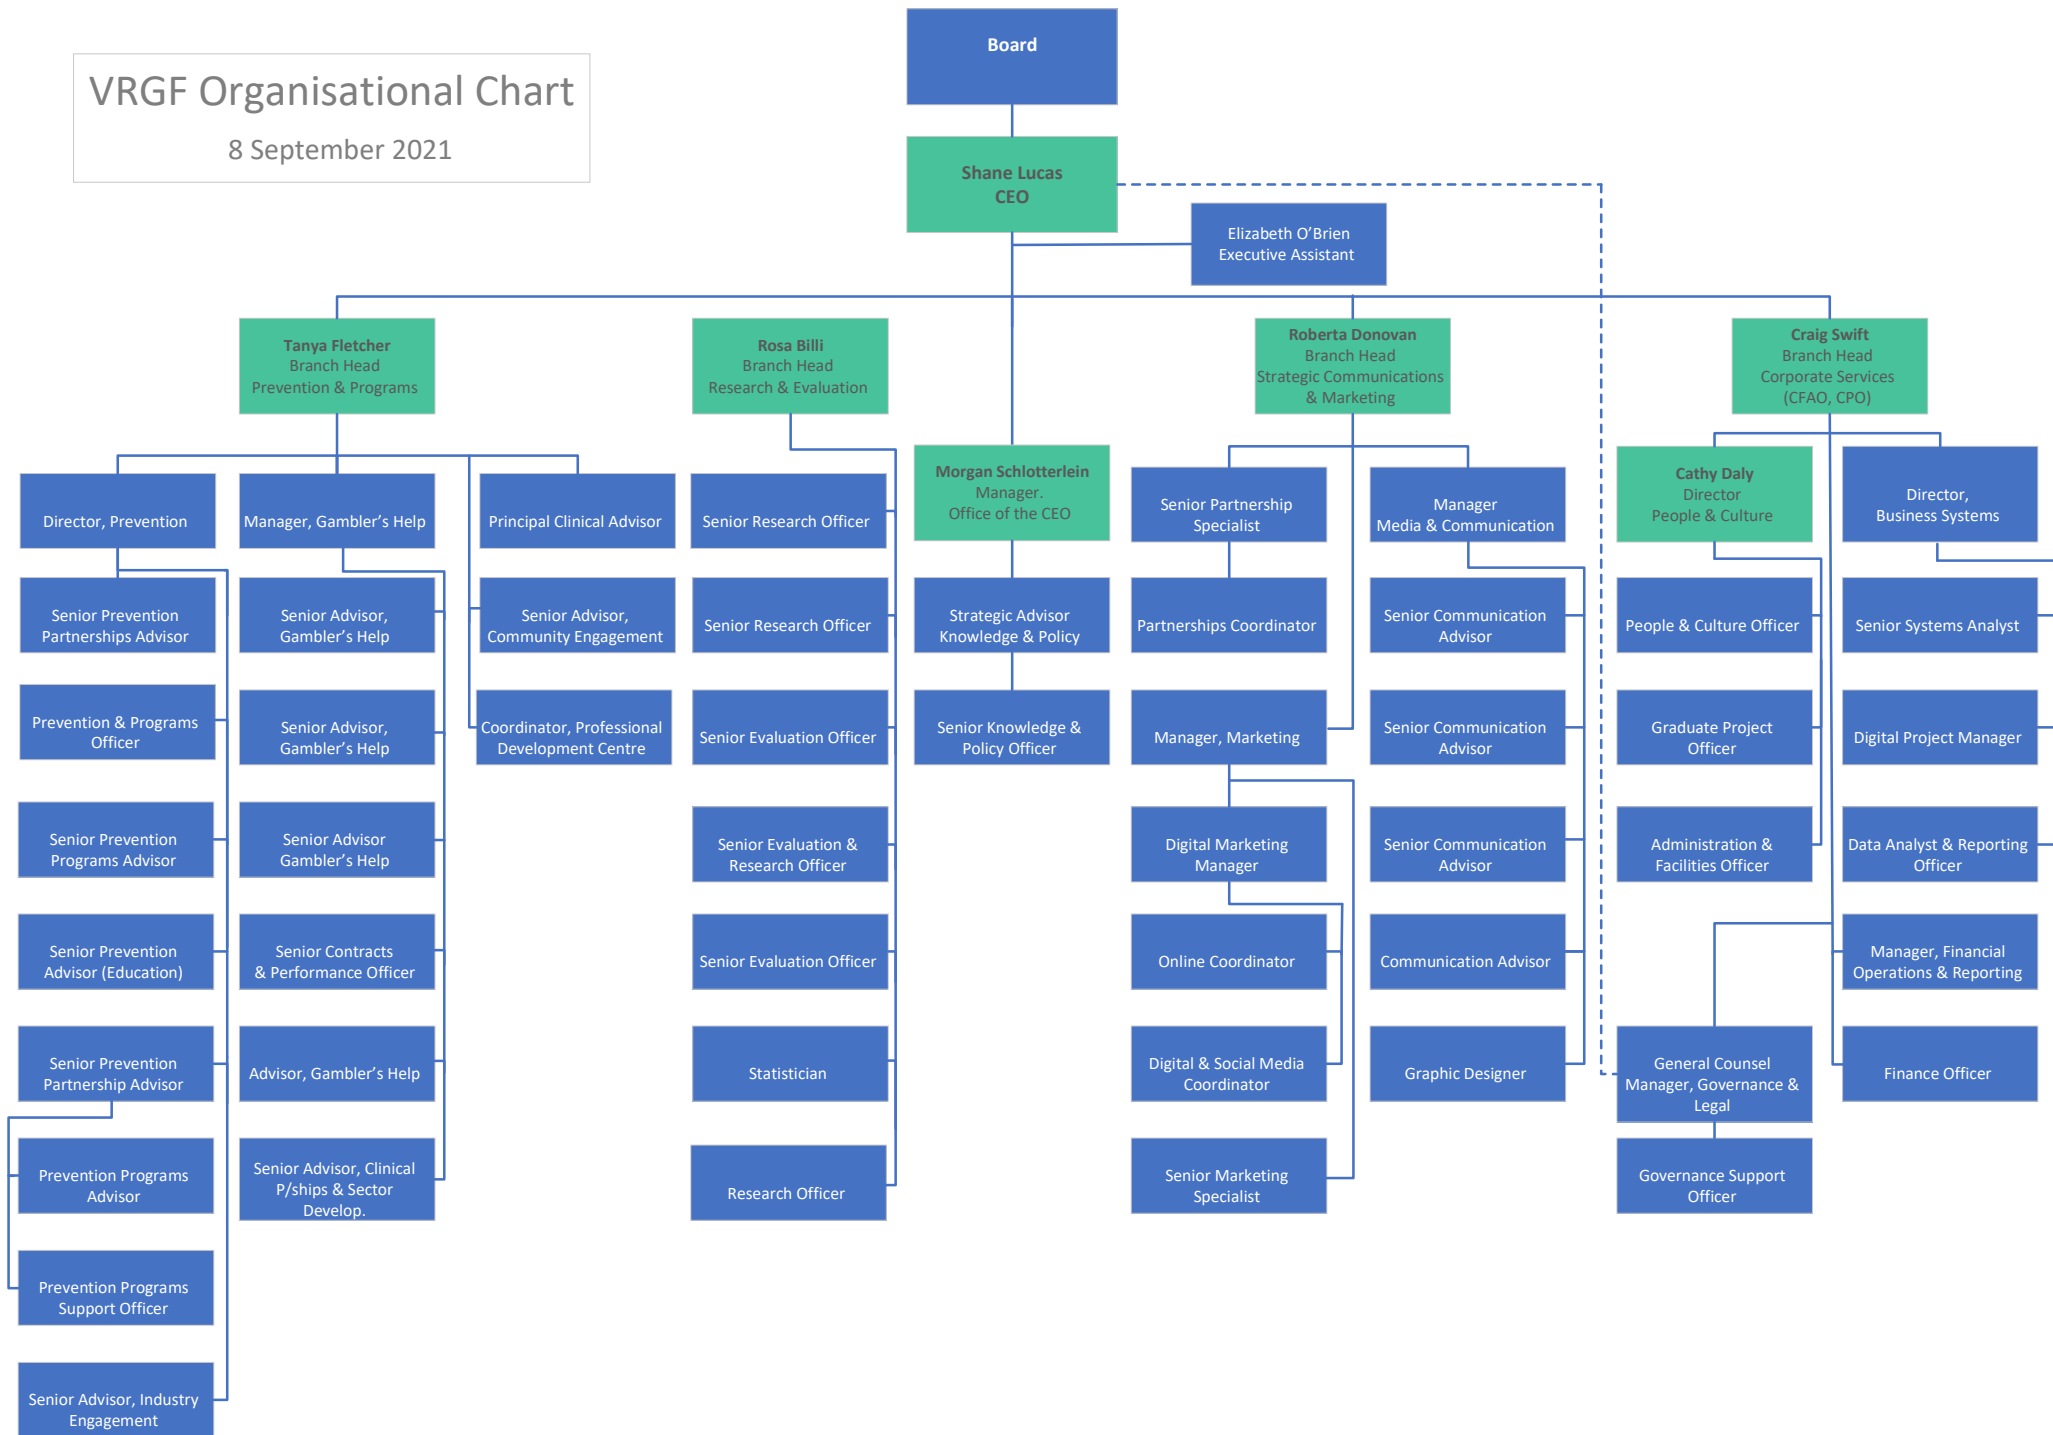 VRGF Organisational Chart
8 September 2021
Board
Shane Lucas
CEO
Elizabeth O’Brien
Executive Assistant
Tanya Fletcher
Branch Head
Prevention & Programs
Rosa Billi
Branch Head
Research & Evaluation
Roberta Donovan
Branch Head
Strategic Communications
& Marketing
Craig Swift
Branch Head
Corporate Services
(CFAO, CPO)
Morgan Schlotterlein
Manager.
Office of the CEO
Cathy Daly
Director
People & Culture
Director, Prevention
Senior Prevention
Partnerships Advisor
Prevention & Programs
Officer
Senior Prevention
Programs Advisor
Senior Prevention
Advisor (Education)
Senior Prevention
Partnership Advisor
Prevention Programs
Advisor
Prevention Programs
Support Officer
Senior Advisor, Industry
Engagement
Manager, Gambler’s Help
Senior Advisor,
Gambler’s Help
Senior Advisor,
Gambler’s Help
Senior Advisor
Gambler’s Help
Senior Contracts
& Performance Officer
Advisor, Gambler’s Help
Senior Advisor, Clinical
P/ships & Sector
Develop.
Principal Clinical Advisor
Senior Advisor,
Community Engagement
Coordinator, Professional
Development Centre
Senior Research Officer
Senior Research Officer
Senior Evaluation Officer
Senior Evaluation &
Research Officer
Senior Evaluation Officer
Statistician
Research Officer
Strategic Advisor
Knowledge & Policy
Senior Knowledge &
Policy Officer
Senior Partnership
Specialist
Partnerships Coordinator
Manager, Marketing
Digital Marketing
Manager
Online Coordinator
Digital & Social Media
Coordinator
Senior Marketing
Specialist
Manager
Media & Communication
Senior Communication
Advisor
Senior Communication
Advisor
Senior Communication
Advisor
Communication Advisor
Graphic Designer
People & Culture Officer
Graduate Project
Officer
Administration &
Facilities Officer
General Counsel
Manager, Governance &
Legal
Governance Support
Officer
Director,
Business Systems
Senior Systems Analyst
Digital Project Manager
Data Analyst & Reporting
Officer
Manager, Financial
Operations & Reporting
Finance Officer